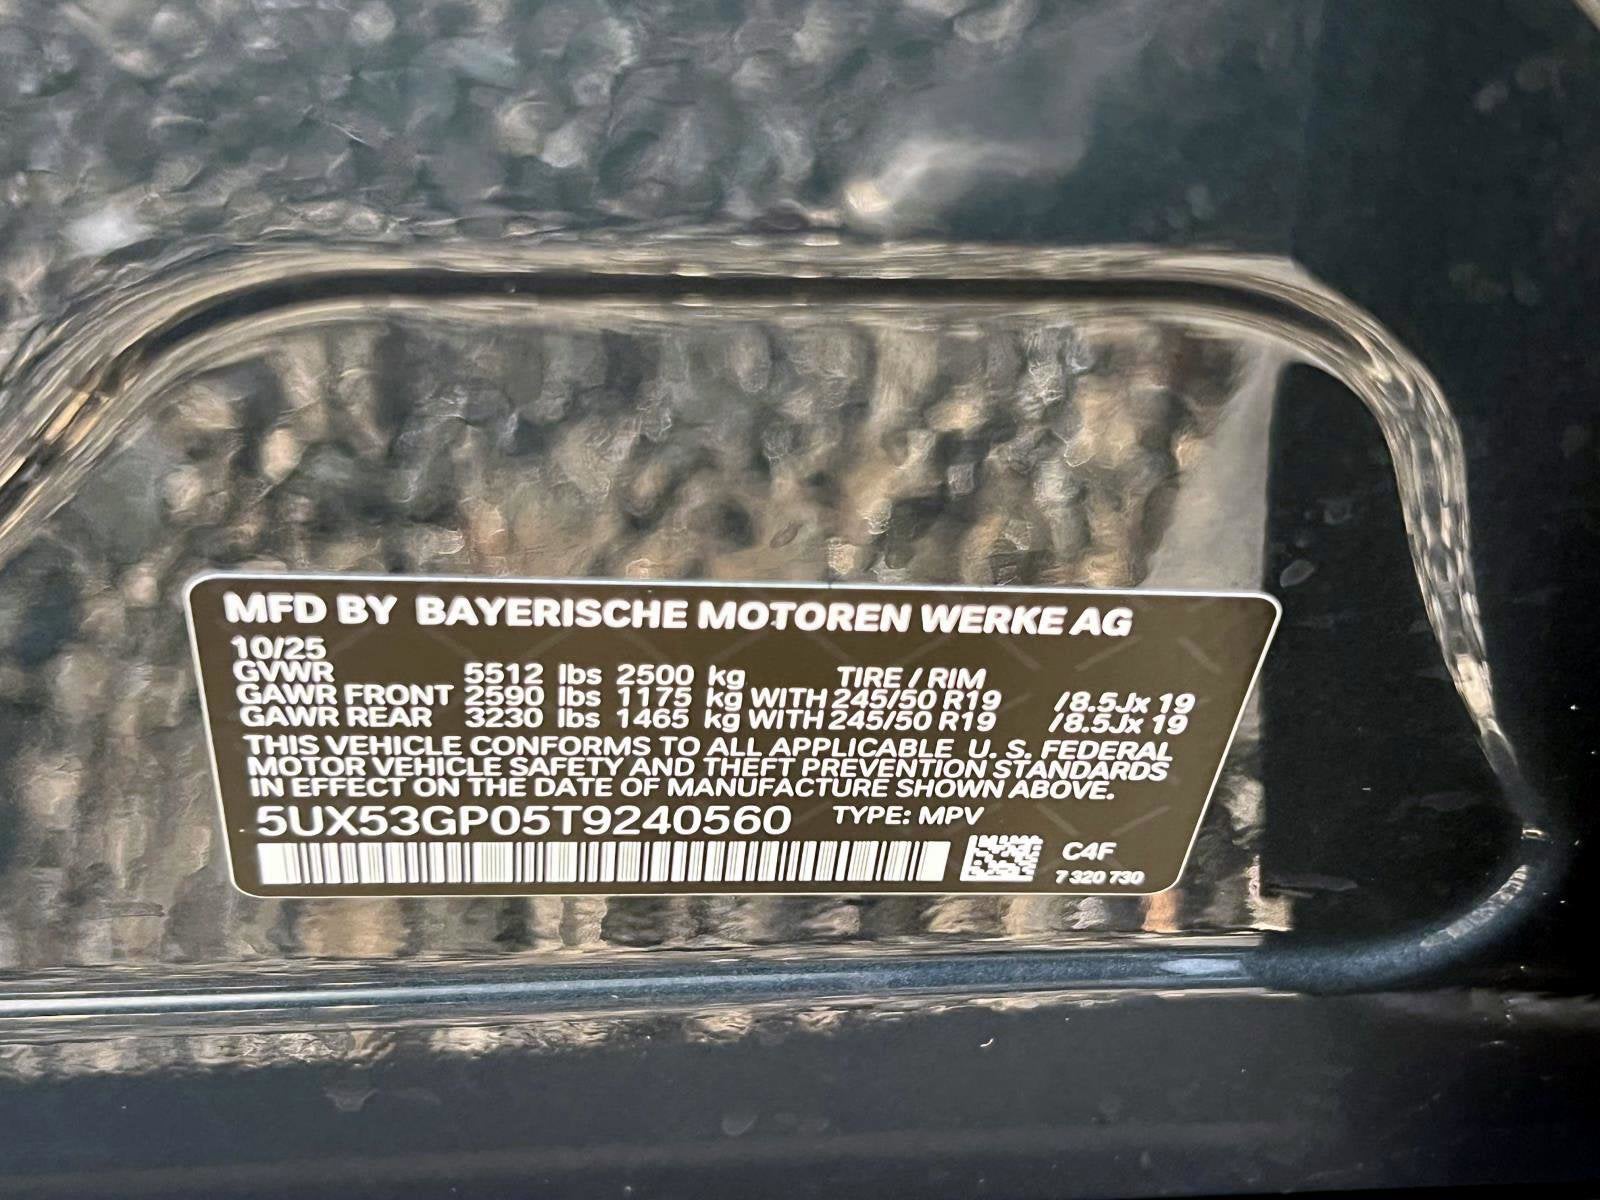 MFD BY BAYERISCHE MOTOREN WERKE AG
10/25
GVWR 5512 lbs 2500 kg TIRE / RIM
GAWR FRONT 2590 lbs 1175 kg WITH 245/50 R19 /8.5Jx 19
GAWR REAR 3230 lbs 1465 kg WITH 245/50 R19 /8.5Jx 19
THIS VEHICLE CONFORMS TO ALL APPLICABLE U. S. FEDERAL
MOTOR VEHICLE SAFETY AND THEFT PREVENTION STANDARDS
IN EFFECT ON THE DATE OF MANUFACTURE SHOWN ABOVE.
5UX53GP05T9240560 TYPE: MPV
C4F
7 320 730